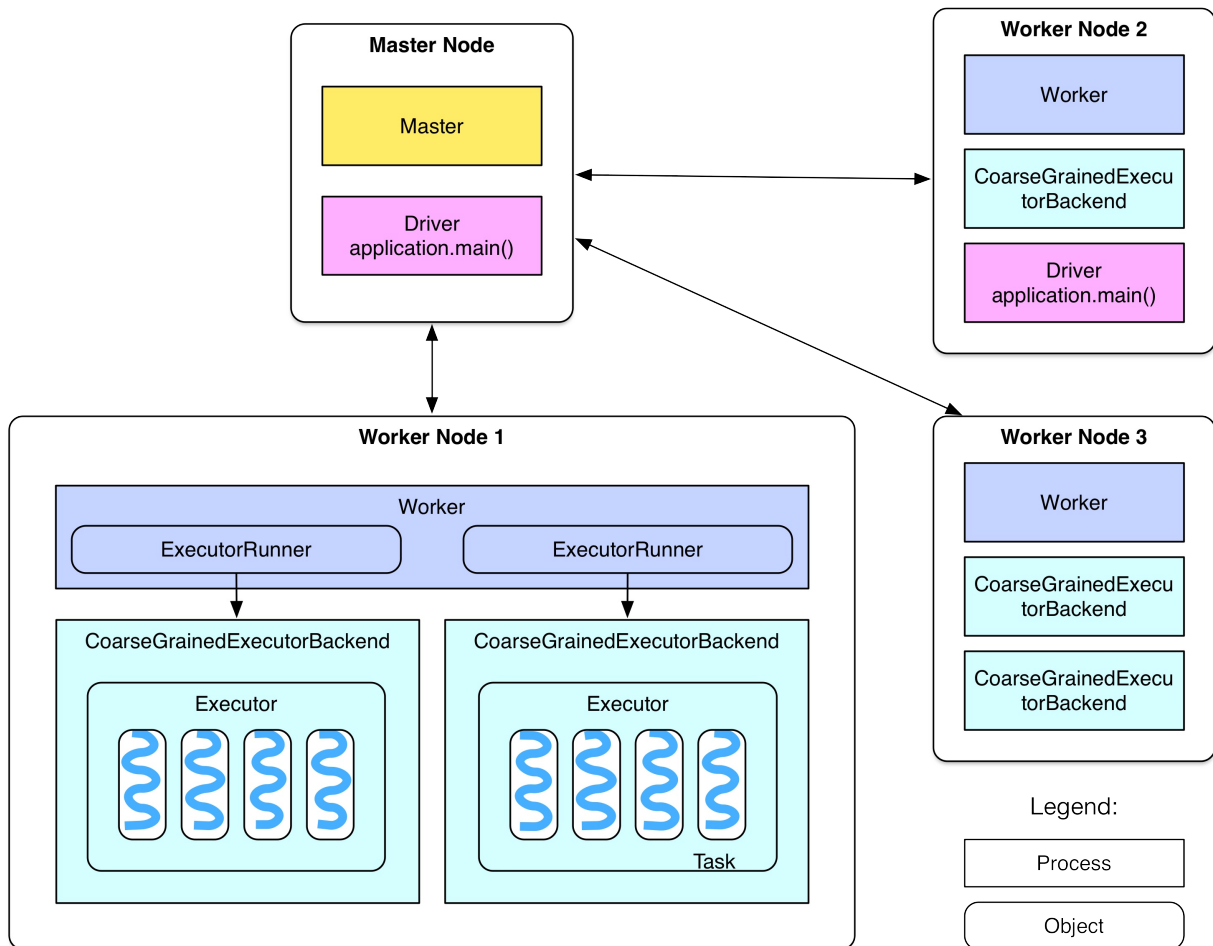 Master Node
Master
Driver
application.main()
Worker Node 2
Worker
CoarseGrainedExecu
torBackend
Driver
application.main()
Worker Node 1
Worker
ExecutorRunner
ExecutorRunner
CoarseGrainedExecutorBackend
CoarseGrainedExecutorBackend
Executor
Executor
Task
Worker Node 3
Worker
CoarseGrainedExecu
torBackend
CoarseGrainedExecu
torBackend
Legend:
Process
Object